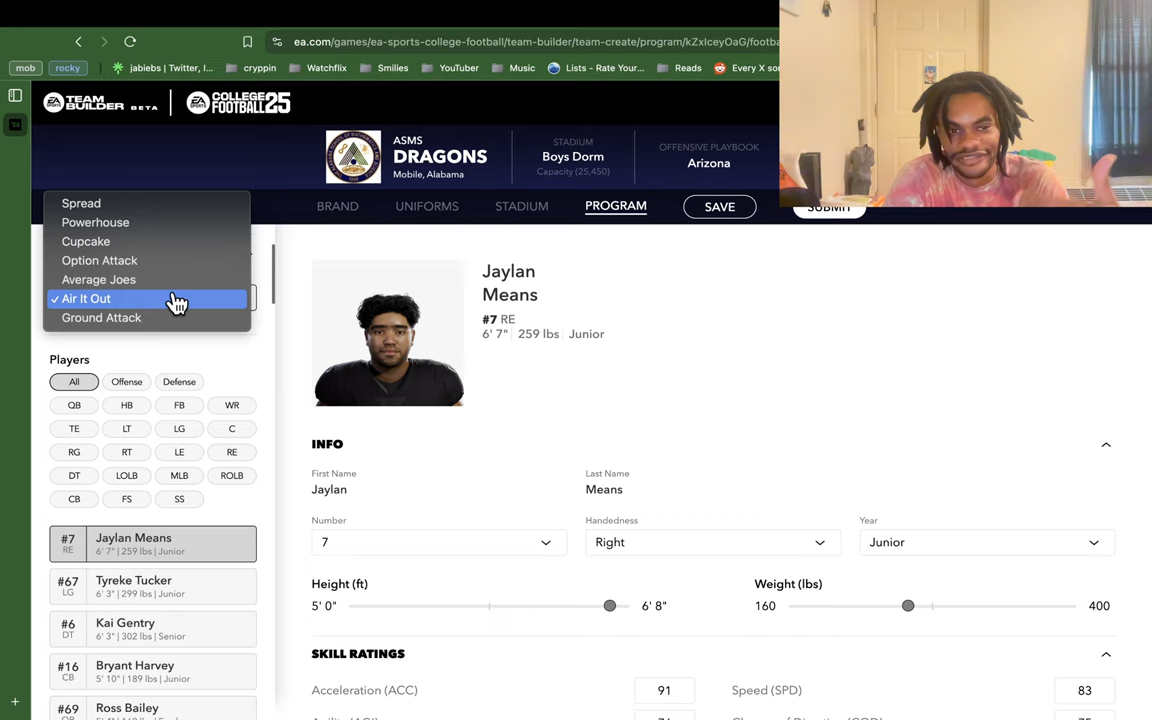 ea.com/games/ea-sports-college-football/team-builder/team-create/program/kZxIceyOaG/footba
mob
rocky
jabiebs | Twitter, I...
cryppin
Watchflix
Smilies
YouTuber
Music
Lists - Rate Your...
Reads
Every X so
EA SPORTS TEAM BUILDER BETA
EA SPORTS COLLEGE FOOTBALL 25
ASMS
DRAGONS
Mobile, Alabama
STADIUM
Boys Dorm
Capacity (25,450)
OFFENSIVE PLAYBOOK
Arizona
BRAND
UNIFORMS
STADIUM
PROGRAM
SAVE
SUBMIT
Spread
Powerhouse
Cupcake
Option Attack
Average Joes
✓ Air It Out
Ground Attack
Players
All
Offense
Defense
QB
HB
FB
WR
TE
LT
LG
C
RG
RT
LE
RE
DT
LOLB
MLB
ROLB
CB
FS
SS
#7
RE
Jaylan Means
6' 7" | 259 lbs | Junior
#67
LG
Tyreke Tucker
6' 3" | 299 lbs | Junior
#6
DT
Kai Gentry
6' 3" | 302 lbs | Senior
#16
CB
Bryant Harvey
5' 10" | 189 lbs | Junior
#69
Ross Bailey
Jaylan
Means
#7 RE
6' 7" | 259 lbs | Junior
INFO
First Name
Jaylan
Last Name
Means
Number
7
Handedness
Right
Year
Junior
Height (ft)
5' 0"
6' 8"
Weight (lbs)
160
400
SKILL RATINGS
Acceleration (ACC)
91
Speed (SPD)
83